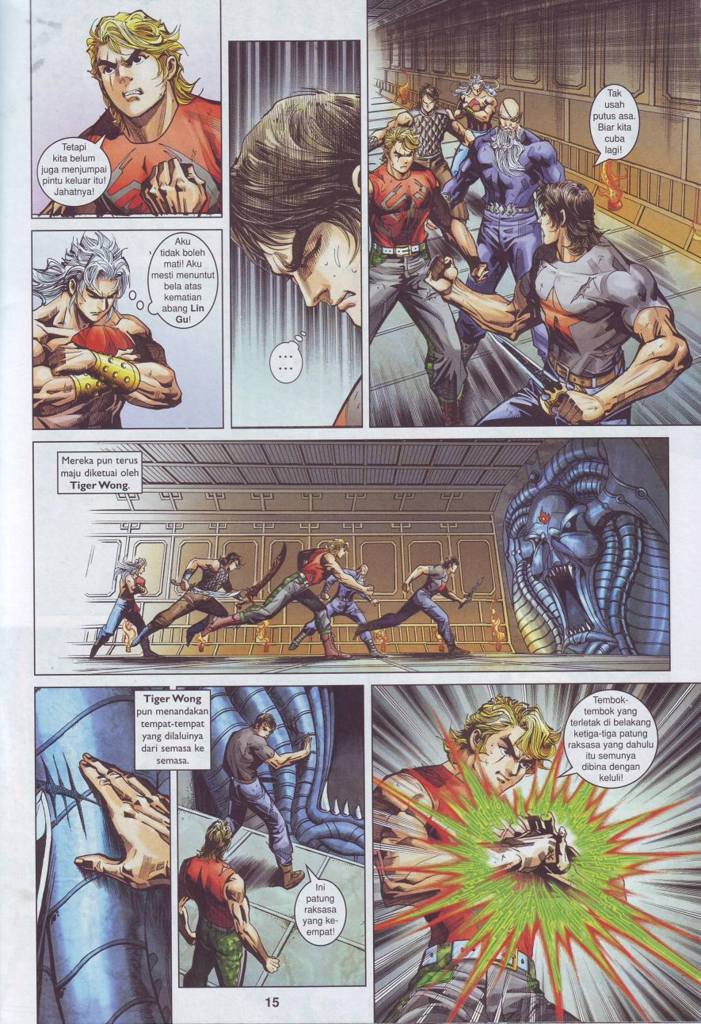 Tetapi
kita belum
juga menjumpai
pintu keluar itu!
Jahatnya!
Aku
tidak boleh
mati! Aku
mesti menuntut
bela atas
kematian
abang Lin
Gu!
...
...
Tak
usah
putus asa.
Biar kita
cuba
lagi!
Mereka pun terus
maju diketuai oleh
Tiger Wong.
Tiger Wong
pun menandakan
tempat-tempat
yang dilaluinya
dari semasa ke
semasa.
Ini
patung
raksasa
yang ke-
empat!
Tembok-
tembok yang
terletak di belakang
ketiga-tiga patung
raksasa yang dahulu
itu semunya
dibina dengan
keluli!
15